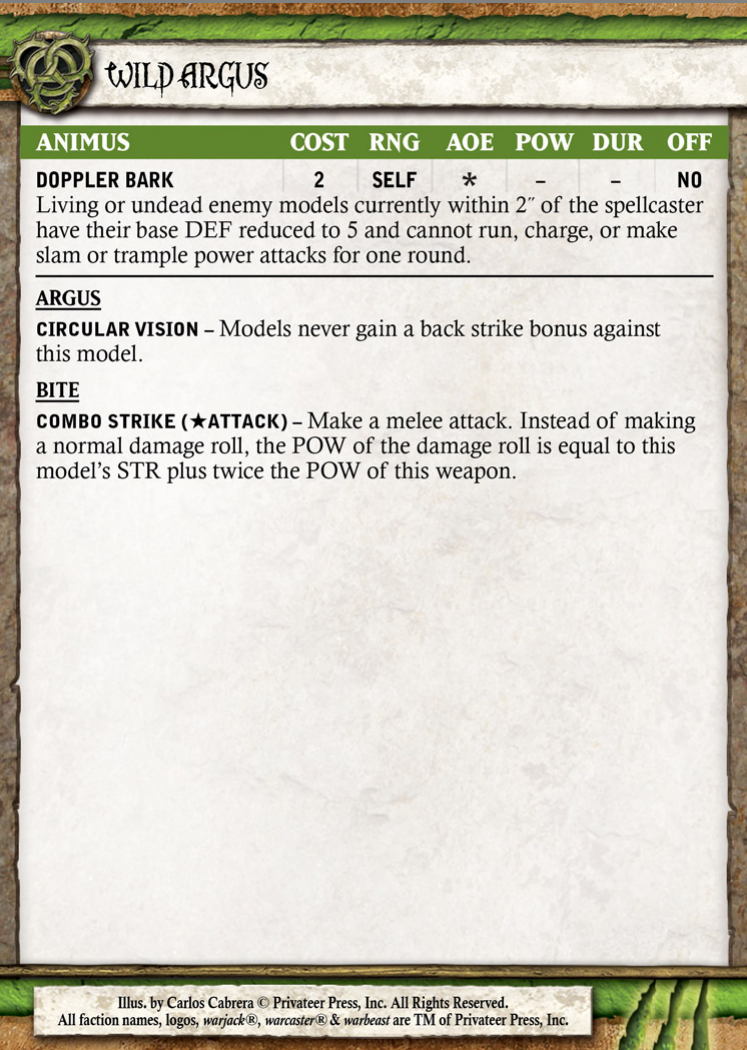 WILD ARGUS
ANIMUS COST RNG AOE POW DUR OFF
DOPPLER BARK 2 SELF * – – NO
Living or undead enemy models currently within 2″ of the spellcaster
have their base DEF reduced to 5 and cannot run, charge, or make
slam or trample power attacks for one round.
ARGUS
CIRCULAR VISION – Models never gain a back strike bonus against
this model.
BITE
COMBO STRIKE (★ATTACK) – Make a melee attack. Instead of making
a normal damage roll, the POW of the damage roll is equal to this
model's STR plus twice the POW of this weapon.
Illus. by Carlos Cabrera © Privateer Press, Inc. All Rights Reserved.
All faction names, logos, warjack®, warcaster® & warbeast are TM of Privateer Press, Inc.